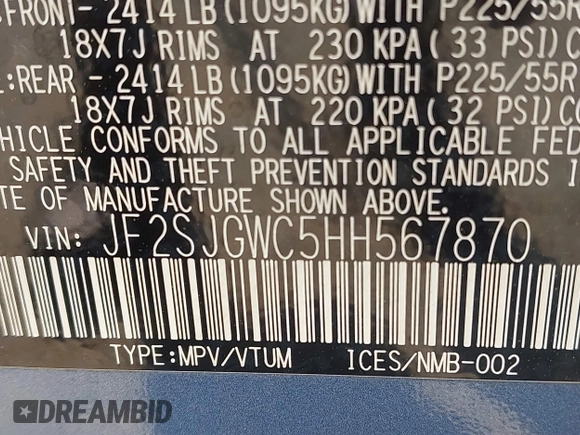 FRONT- 2414 LB(1095KG)WITH P225/55R
18X7J RIMS AT 230 KPA(33 PSI)C
:REAR - 2414 LB(1095KG)WITH P225/55R
18X7J RIMS AT 220 KPA(32 PSI)C
HICLE CONFORMS TO ALL APPLICABLE FED
SAFETY AND THEFT PREVENTION STANDARDS I
TE OF MANUFACTURE SHOWN ABOVE.
VIN: JF2SJGWC5HH567870
TYPE:MPV/VTUM ICES/NMB-002
DREAMBID